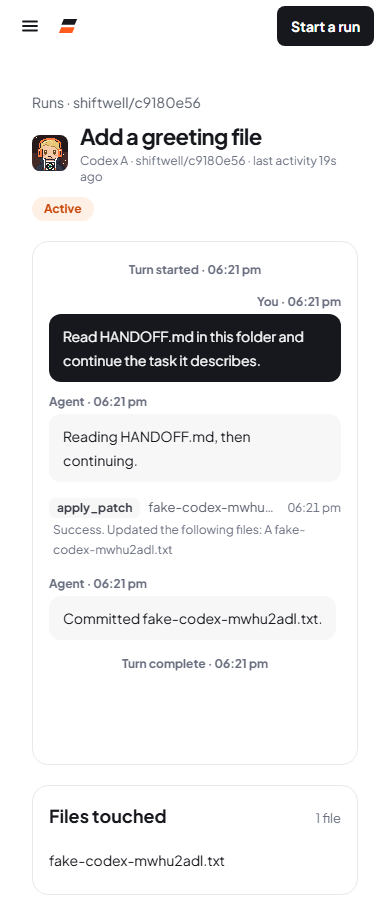 Start a run
Runs · shiftwell/c9180e56
Add a greeting file
Codex A · shiftwell/c9180e56 · last activity 19s
ago
Active
Turn started · 06:21 pm
You · 06:21 pm
Read HANDOFF.md in this folder and
continue the task it describes.
Agent · 06:21 pm
Reading HANDOFF.md, then
continuing.
apply_patch fake-codex-mwhu... 06:21 pm
Success. Updated the following files: A fake-
codex-mwhu2adl.txt
Agent · 06:21 pm
Committed fake-codex-mwhu2adl.txt.
Turn complete · 06:21 pm
Files touched 1 file
fake-codex-mwhu2adl.txt